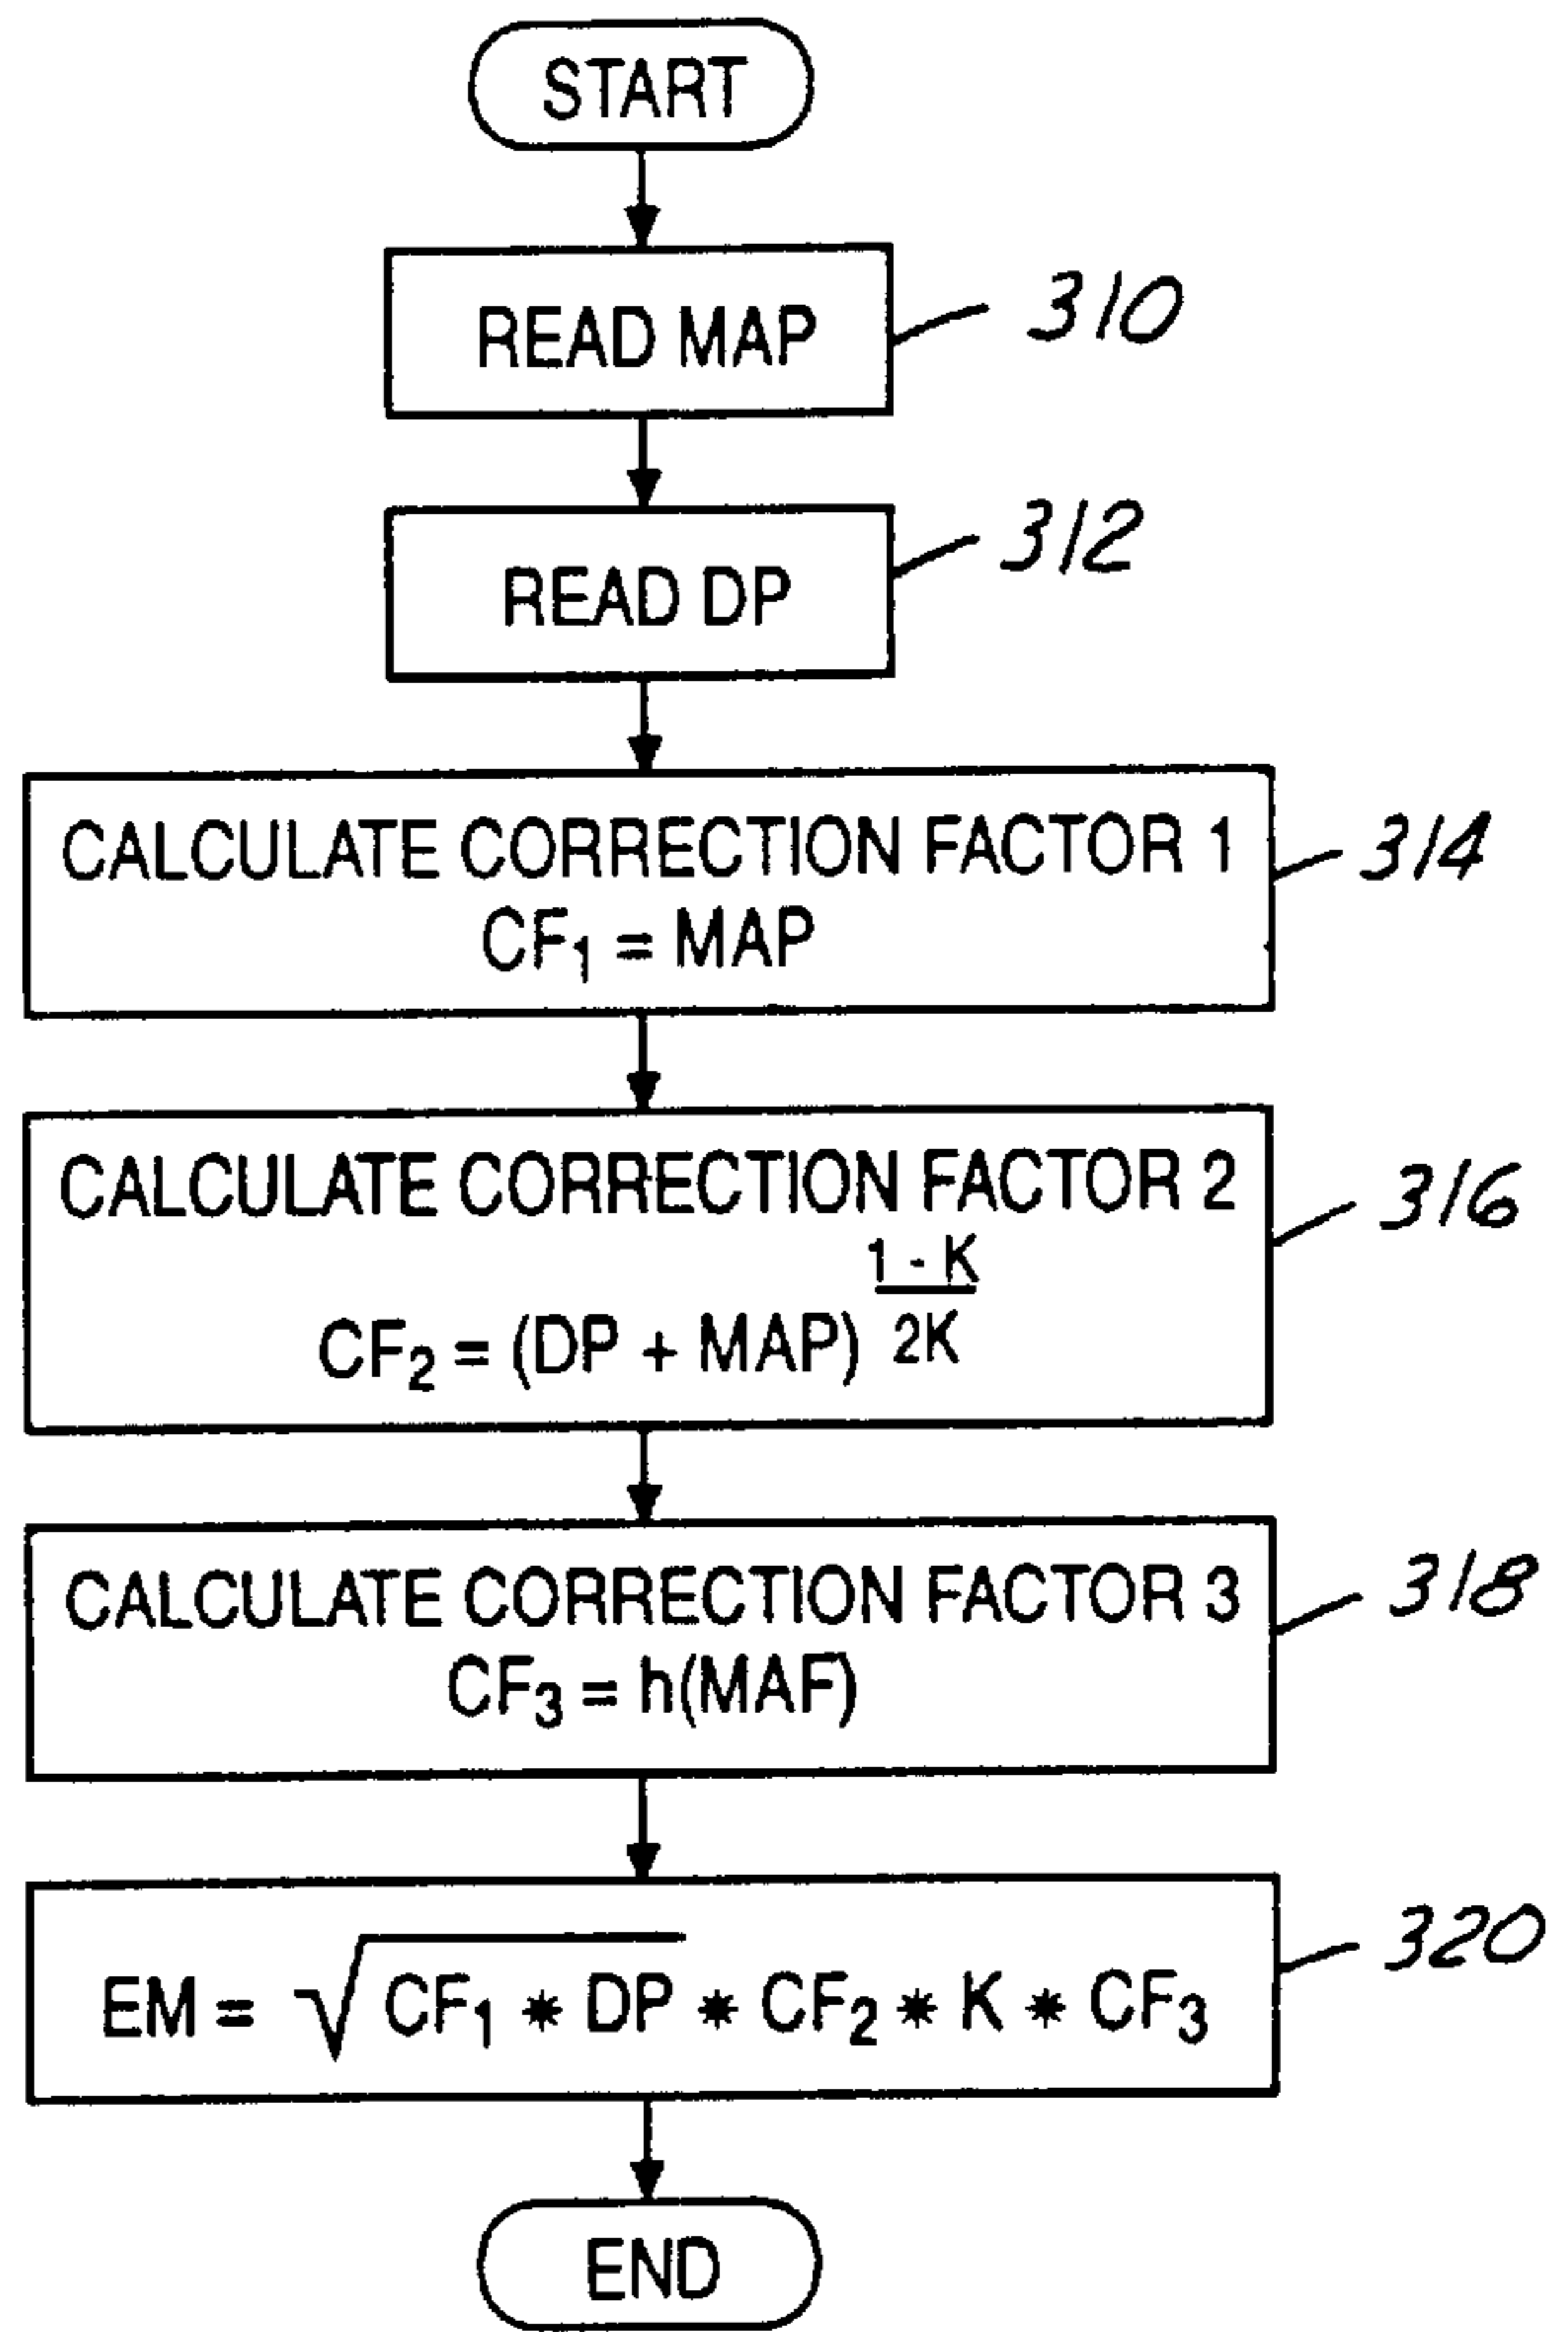 START
READ MAP
310
READ DP
312
CALCULATE CORRECTION FACTOR 1
CF₁ = MAP
314
CALCULATE CORRECTION FACTOR 2
CF₂ = (DP + MAP)^((1 - K)/(2K))
316
CALCULATE CORRECTION FACTOR 3
CF₃ = h(MAF)
318
EM = √(CF₁ * DP) * CF₂ * K * CF₃
320
END